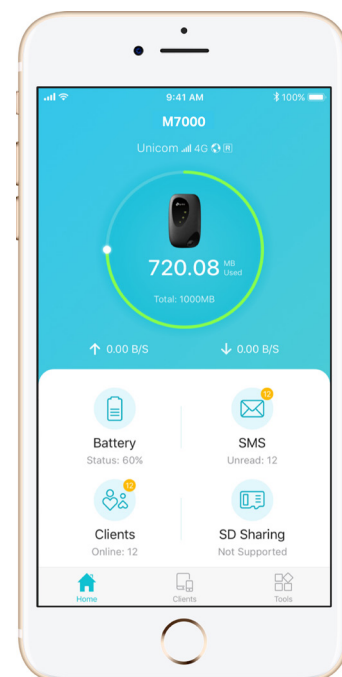 9:41 AM
100%
M7000
Unicom 4G R
720.08 MB Used
Total: 1000MB
0.00 B/S
0.00 B/S
12
Battery
SMS
Status: 60%
Unread: 12
12
Clients
SD Sharing
Online: 12
Not Supported
Home
Clients
Tools